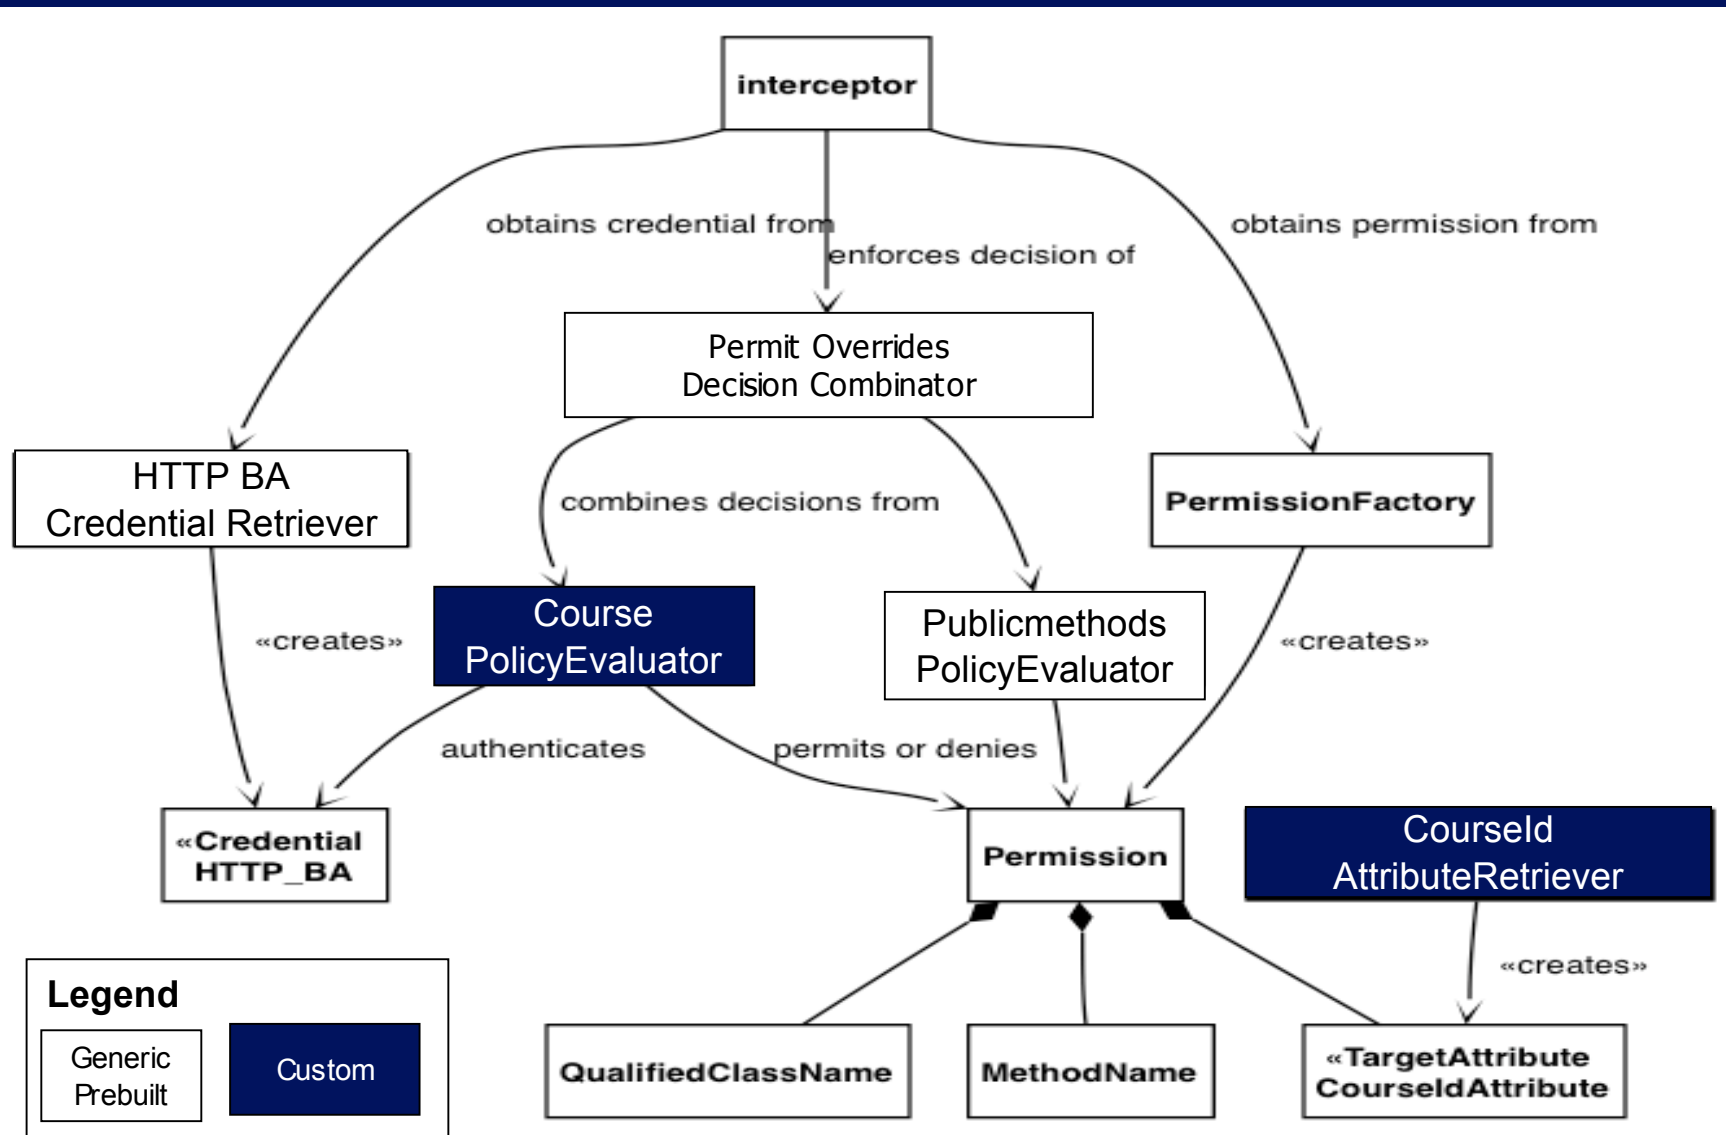 interceptor
obtains credential from
enforces decision of
obtains permission from
Permit Overrides
Decision Combinator
HTTP BA
Credential Retriever
combines decisions from
PermissionFactory
«creates»
Course
PolicyEvaluator
Publicmethods
PolicyEvaluator
«creates»
authenticates
permits or denies
«Credential
HTTP_BA
Permission
CourseId
AttributeRetriever
«creates»
Legend
Generic
Prebuilt
Custom
QualifiedClassName
MethodName
«TargetAttribute
CourseIdAttribute